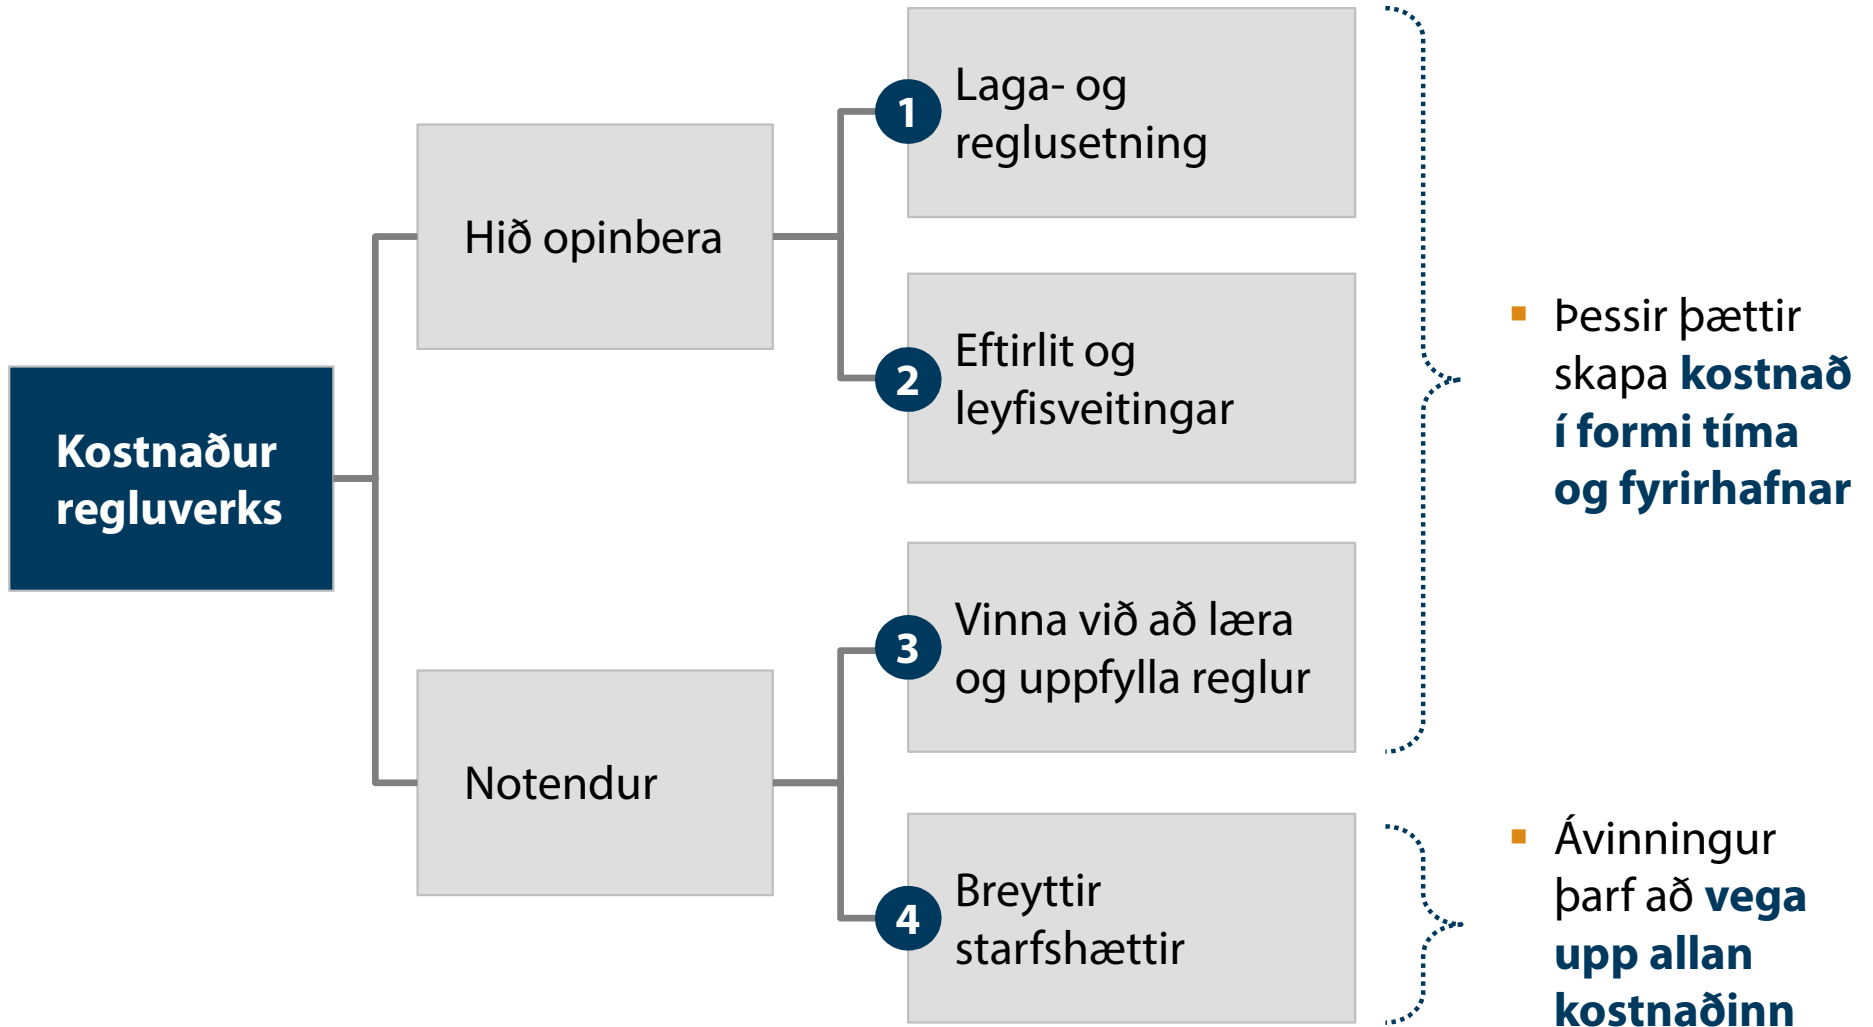 Kostnaður
regluverks
Hið opinbera
Notendur
1
Laga- og
reglusetning
2
Eftirlit og
leyfisveitingar
3
Vinna við að læra
og uppfylla reglur
4
Breyttir
starfshættir
Þessir þættir
skapa kostnað
í formi tíma
og fyrirhafnar
Ávinningur
þarf að vega
upp allan
kostnaðinn